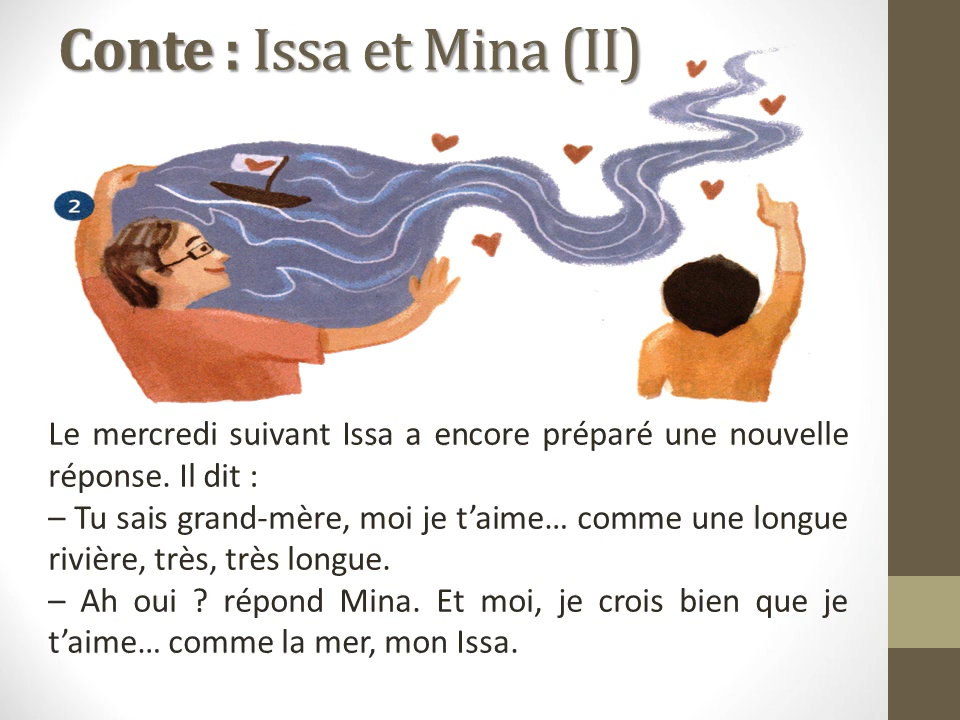 Conte : Issa et Mina (II)
2
Le mercredi suivant Issa a encore préparé une nouvelle
réponse. Il dit :
– Tu sais grand-mère, moi je t’aime… comme une longue
rivière, très, très longue.
– Ah oui ? répond Mina. Et moi, je crois bien que je
t’aime… comme la mer, mon Issa.